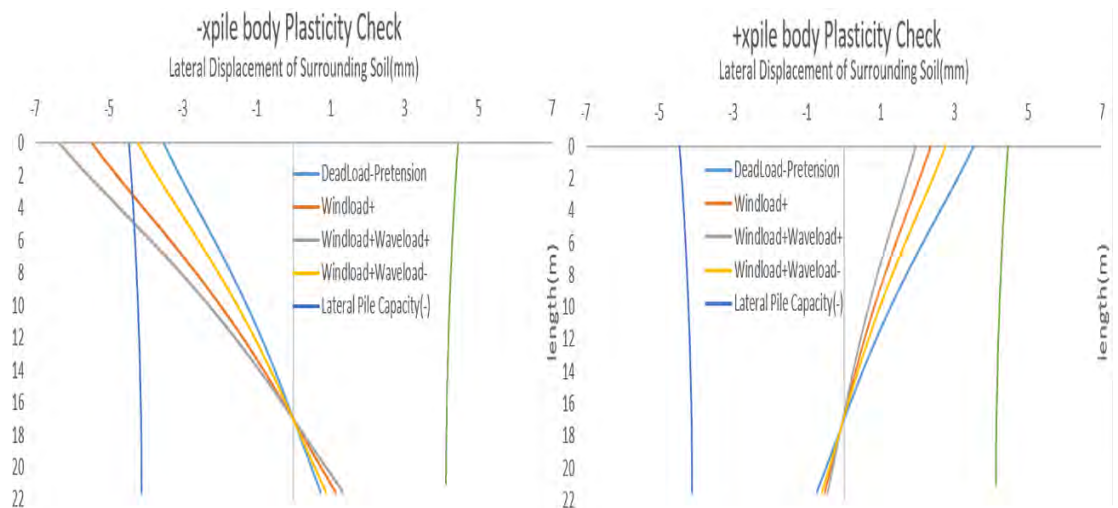 -xpile body Plasticity Check
Lateral Displacement of Surrounding Soil(mm)
-7 -5 -3 -1 1 3 5 7
0
2
4
6
8
10
12
14
16
18
20
22
DeadLoad-Pretension
Windload+
Windload+Waveload+
Windload+Waveload-
Lateral Pile Capacity(-)
length(m)
+xpile body Plasticity Check
Lateral Displacement of Surrounding Soil(mm)
-7 -5 -3 -1 1 3 5 7
0
2
4
6
8
10
12
14
16
18
20
22
DeadLoad-Pretension
Windload+
Windload+Waveload+
Windload+Waveload-
Lateral Pile Capacity(-)
length(m)